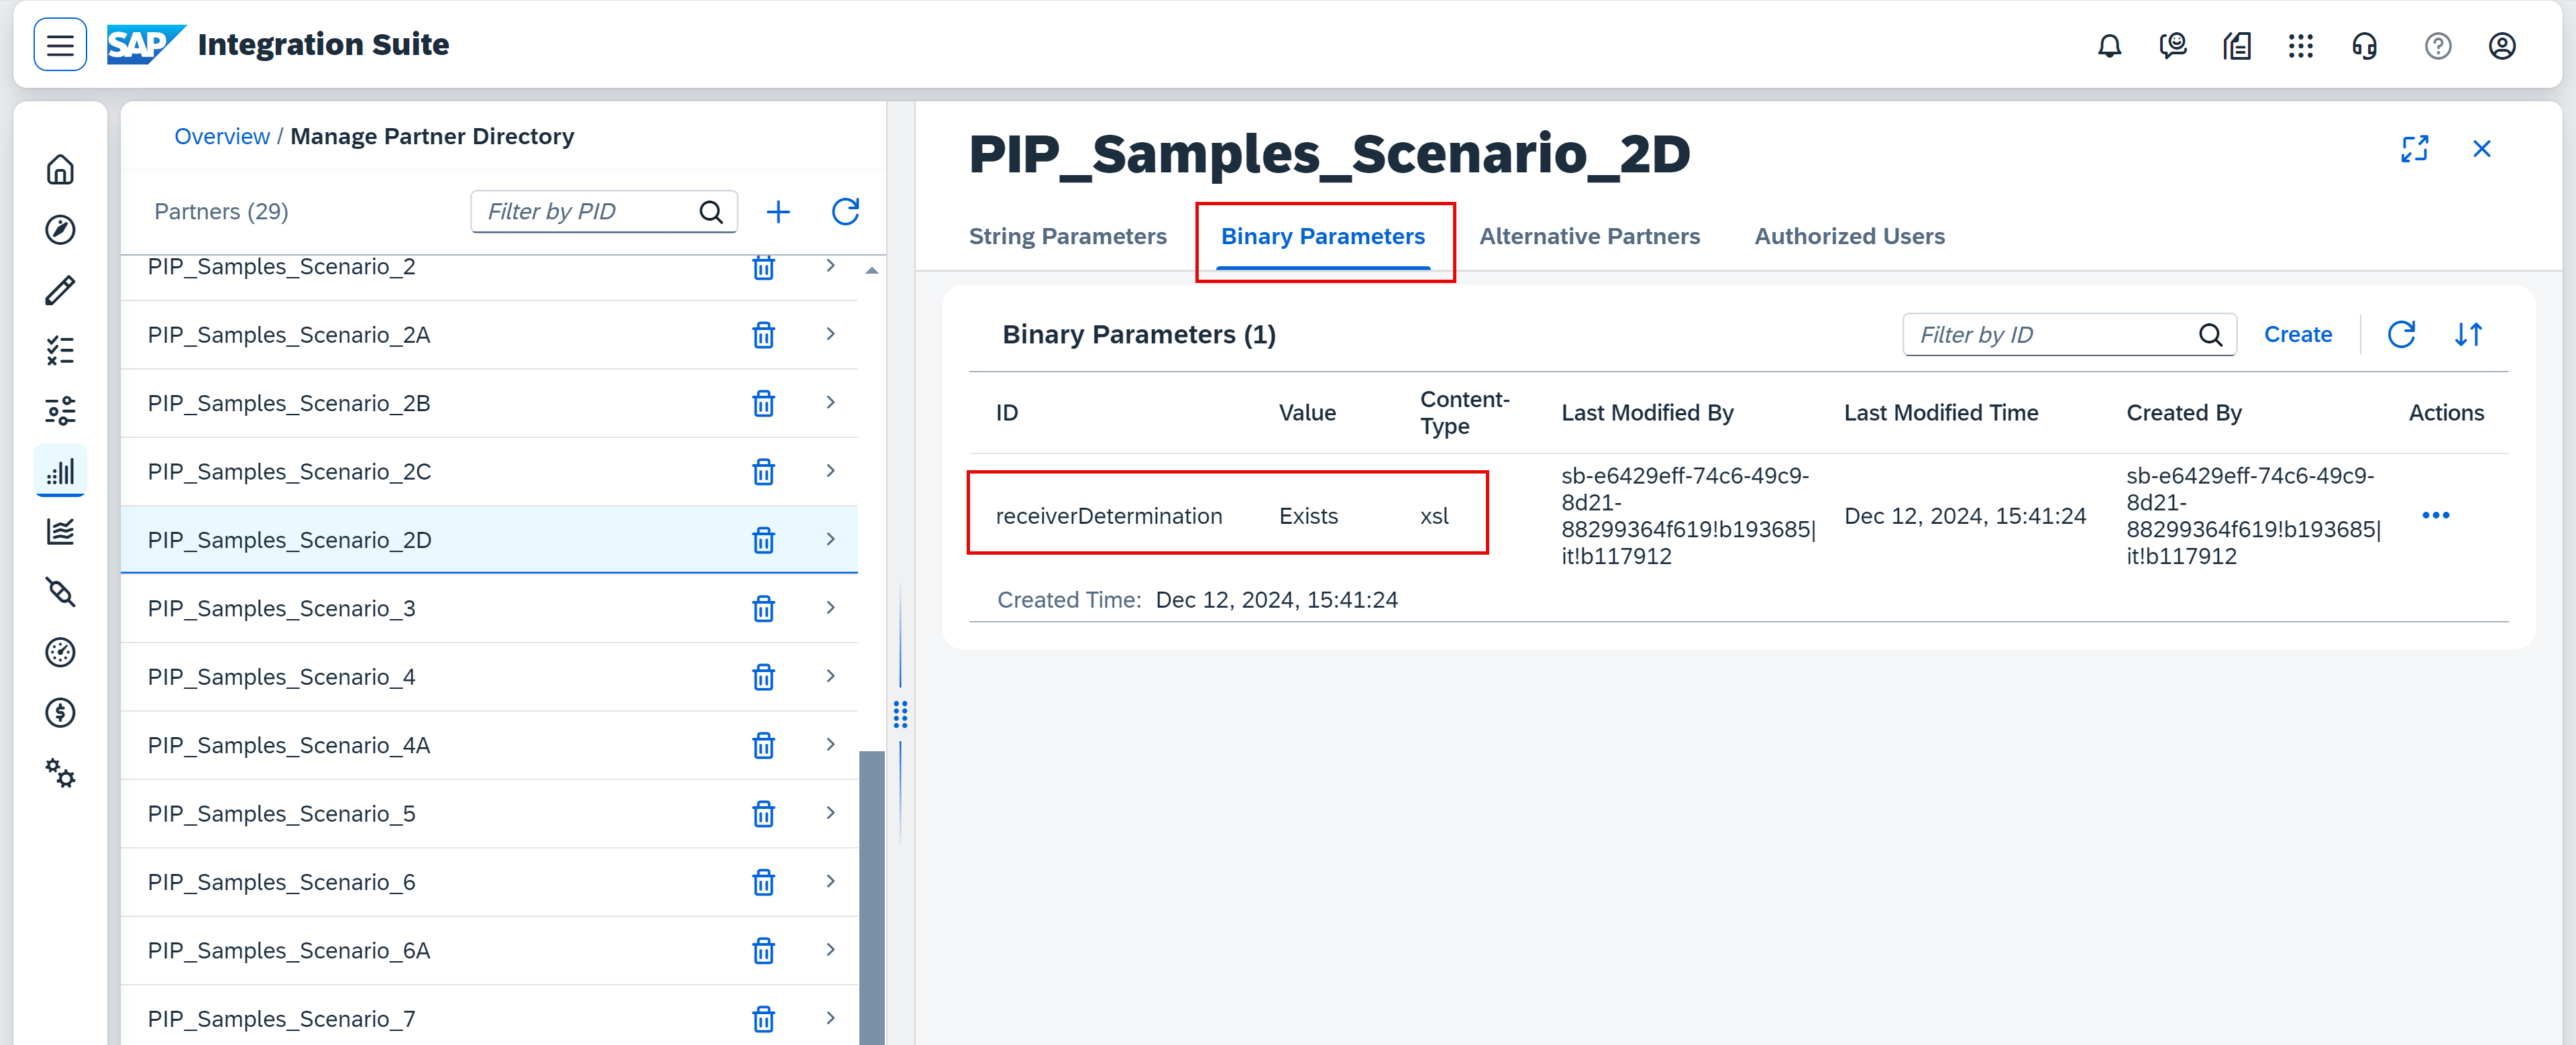 SAP Integration Suite
Overview / Manage Partner Directory
Partners (29)
Filter by PID
PIP_Samples_Scenario_2
PIP_Samples_Scenario_2A
PIP_Samples_Scenario_2B
PIP_Samples_Scenario_2C
PIP_Samples_Scenario_2D
PIP_Samples_Scenario_3
PIP_Samples_Scenario_4
PIP_Samples_Scenario_4A
PIP_Samples_Scenario_5
PIP_Samples_Scenario_6
PIP_Samples_Scenario_6A
PIP_Samples_Scenario_7
PIP_Samples_Scenario_2D
String Parameters Binary Parameters Alternative Partners Authorized Users
Binary Parameters (1)
Filter by ID
Create
ID Value Content-Type Last Modified By Last Modified Time Created By Actions
receiverDetermination Exists xsl
sb-e6429eff-74c6-49c9-
8d21-
88299364f619!b193685|
it!b117912
Dec 12, 2024, 15:41:24
sb-e6429eff-74c6-49c9-
8d21-
88299364f619!b193685|
it!b117912
Created Time: Dec 12, 2024, 15:41:24